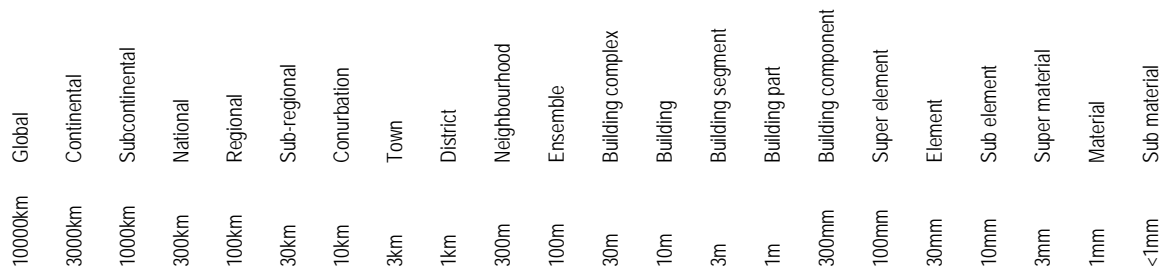 10000km Global
3000km Continental
1000km Subcontinental
300km National
100km Regional
30km Sub-regional
10km Conurbation
3km Town
1km District
300m Neighbourhood
100m Ensemble
30m Building complex
10m Building
3m Building segment
1m Building part
300mm Building component
100mm Super element
30mm Element
10mm Sub element
3mm Super material
1mm Material
<1mm Sub material